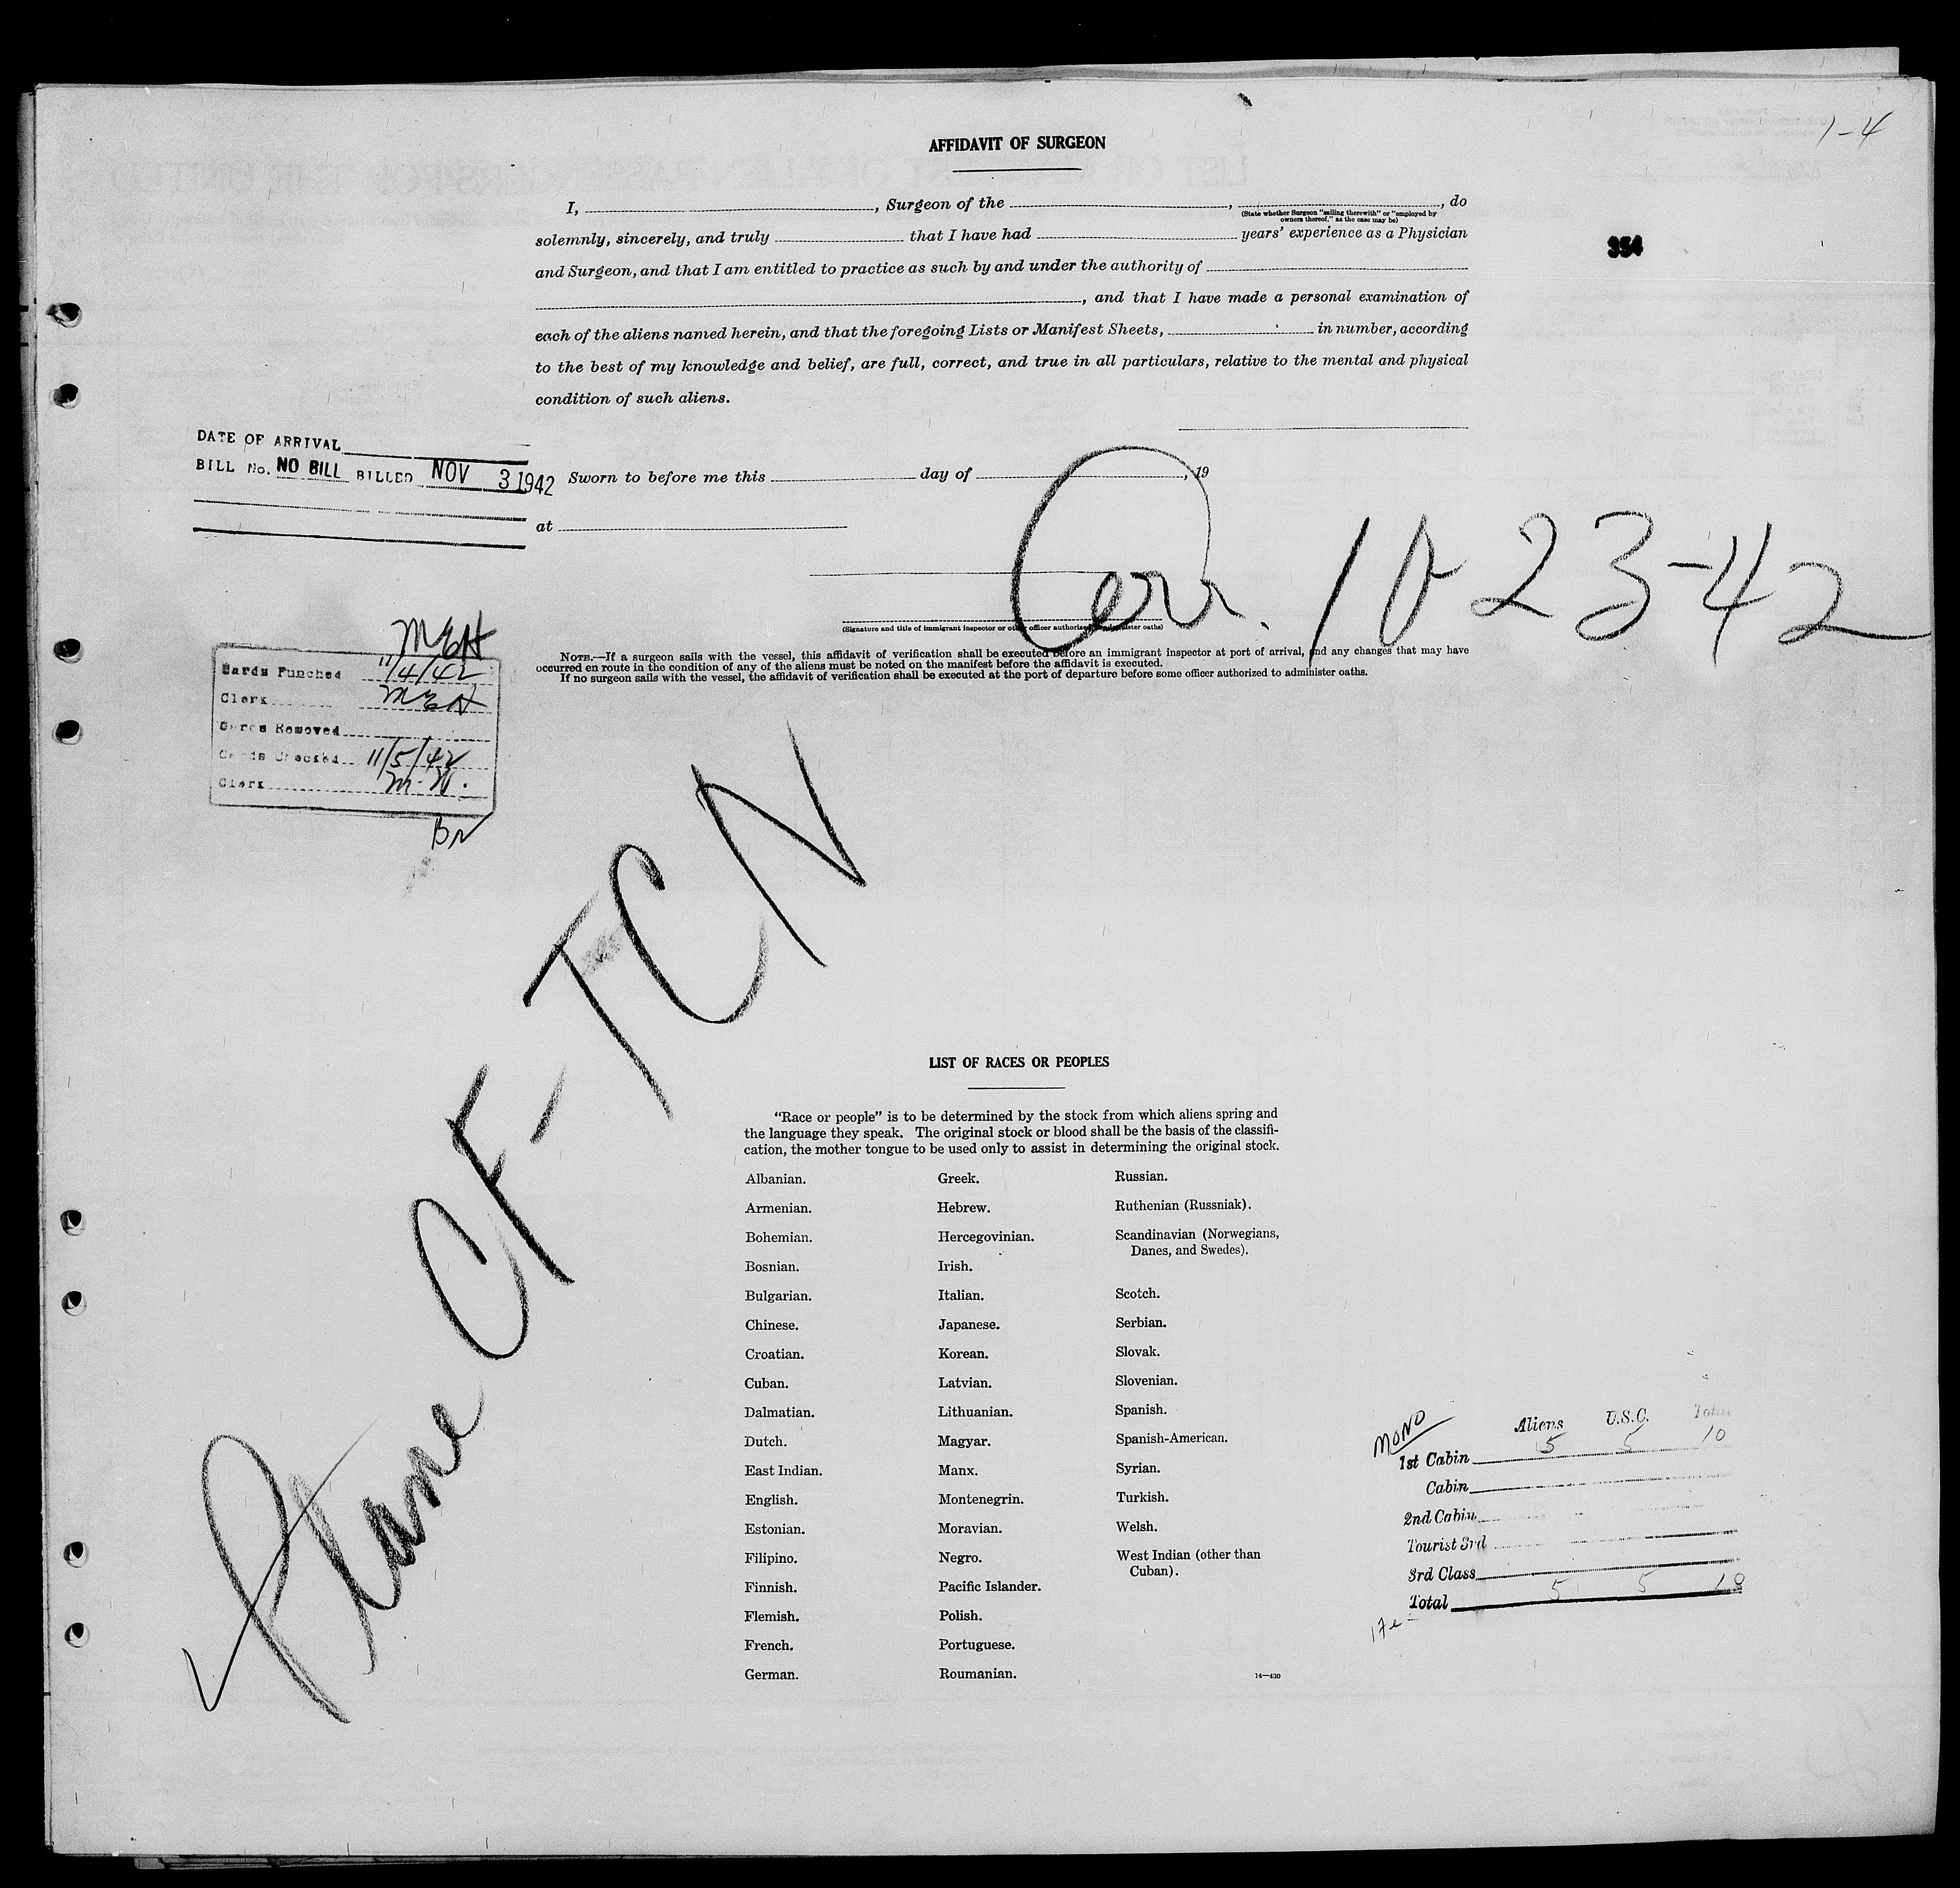 1-4
AFFIDAVIT OF SURGEON
I, , Surgeon of the , , do
(State whether Surgeon "sailing therewith" or "employed by
owners thereof," as the case may be)
solemnly, sincerely, and truly that I have had years' experience as a Physician
354
and Surgeon, and that I am entitled to practice as such by and under the authority of
, and that I have made a personal examination of
each of the aliens named herein, and that the foregoing Lists or Manifest Sheets, in number, according
to the best of my knowledge and belief, are full, correct, and true in all particulars, relative to the mental and physical
condition of such aliens.
DATE OF ARRIVAL
BILL No. NO BILL BILLED NOV 3 1942
Sworn to before me this day of , 19
at
Arr. 10-23-42
(Signature and title of immigrant inspector or other officer authorized to administer oaths)
NOTE.—If a surgeon sails with the vessel, this affidavit of verification shall be executed before an immigrant inspector at port of arrival, and any changes that may have
occurred en route in the condition of any of the aliens must be noted on the manifest before the affidavit is executed.
If no surgeon sails with the vessel, the affidavit of verification shall be executed at the port of departure before some officer authorized to administer oaths.
MEH
Cards Punched 11/4/42
Clerk MEH
Cards Removed
Cards Checked 11/5/42
Clerk
Plane CF-TCN
LIST OF RACES OR PEOPLES
"Race or people" is to be determined by the stock from which aliens spring and
the language they speak. The original stock or blood shall be the basis of the classifi-
cation, the mother tongue to be used only to assist in determining the original stock.
Albanian.
Armenian.
Bohemian.
Bosnian.
Bulgarian.
Chinese.
Croatian.
Cuban.
Dalmatian.
Dutch.
East Indian.
English.
Estonian.
Filipino.
Finnish.
Flemish.
French.
German.
Greek.
Hebrew.
Hercegovinian.
Irish.
Italian.
Japanese.
Korean.
Latvian.
Lithuanian.
Magyar.
Manx.
Montenegrin.
Moravian.
Negro.
Pacific Islander.
Polish.
Portuguese.
Roumanian.
Russian.
Ruthenian (Russniak).
Scandinavian (Norwegians,
Danes, and Swedes).
Scotch.
Serbian.
Slovak.
Slovenian.
Spanish.
Spanish-American.
Syrian.
Turkish.
Welsh.
West Indian (other than
Cuban).
14—430
MONO
Aliens U.S.C. Total
1st Cabin 5 5 10
Cabin
2nd Cabin
Tourist 3rd
3rd Class
Total 5 5 10